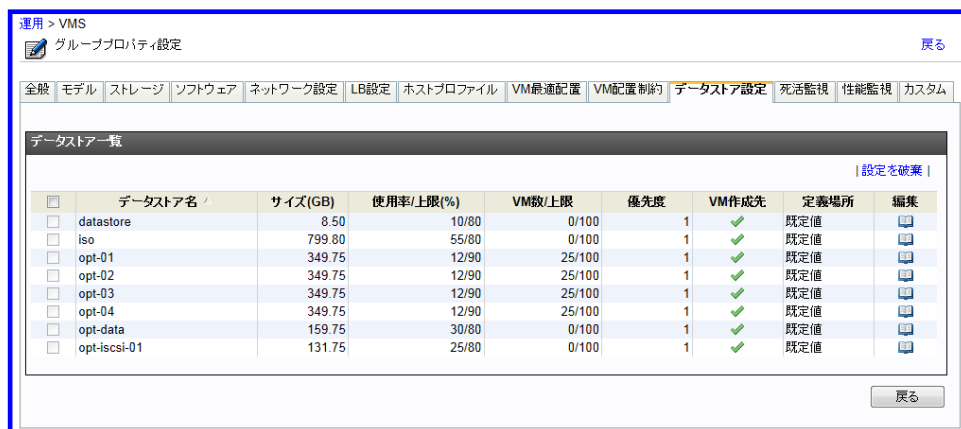 運用 > VMS
グループプロパティ設定 戻る
全般 モデル ストレージ ソフトウェア ネットワーク設定 LB設定 ホストプロファイル VM最適配置 VM配置制約 データストア設定 死活監視 性能監視 カスタム
データストア一覧
| 設定を破棄 |
データストア名 サイズ(GB) 使用率/上限(%) VM数/上限 優先度 VM作成先 定義場所 編集
datastore 8.50 10/80 0/100 1 既定値
iso 799.80 55/80 0/100 1 既定値
opt-01 349.75 12/90 25/100 1 既定値
opt-02 349.75 12/90 25/100 1 既定値
opt-03 349.75 12/90 25/100 1 既定値
opt-04 349.75 12/90 25/100 1 既定値
opt-data 159.75 30/80 0/100 1 既定値
opt-iscsi-01 131.75 25/80 0/100 1 既定値
戻る